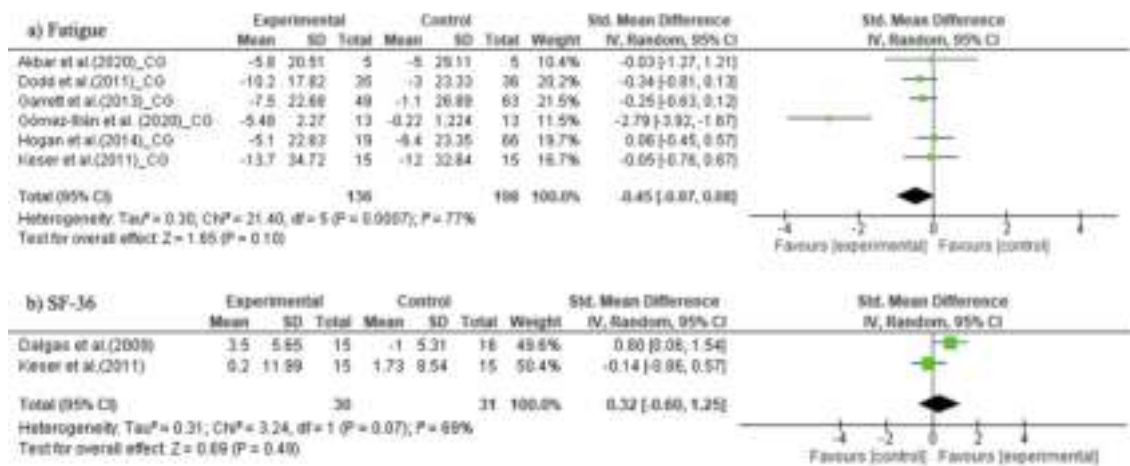 a) Fatigue Experimental Control Std. Mean Difference Std. Mean Difference
Mean SD Total Mean SD Total Weight IV, Random, 95% CI IV, Random, 95% CI
Akbar et al.(2020)_CG -5.8 20.51 5 -5 29.11 5 10.4% -0.03 [-1.27, 1.21]
Dodd et al.(2011)_CG -10.2 17.82 36 -3 23.33 36 20.2% -0.34 [-0.81, 0.13]
Garrett et al.(2013)_CG -7.5 22.68 49 -1.1 26.89 63 21.5% -0.25 [-0.63, 0.12]
Gómez-Illán et al. (2020)_CG -5.48 2.27 13 -0.22 1.224 13 11.5% -2.79 [-3.92, -1.67]
Hogan et al.(2014)_CG -5.1 22.83 19 -6.4 23.35 66 19.7% 0.06 [-0.45, 0.57]
Keser et al.(2011)_CG -13.7 34.72 15 -12 32.84 15 16.7% -0.05 [-0.76, 0.67]
Total (95% CI) 136 198 100.0% -0.45
Heterogeneity: Tau² = 0.30; Chi² = 21.40, df = 5 (P = 0.0007); I² = 77%
Test for overall effect: Z = 1.65 (P = 0.10)
-4 -2 0 2 4
Favours [experimental] Favours [control]
b) SF-36 Experimental Control Std. Mean Difference Std. Mean Difference
Mean SD Total Mean SD Total Weight IV, Random, 95% CI IV, Random, 95% CI
Dalgas et al.(2009) 3.5 5.65 15 -1 5.31 16 49.6% 0.80 [0.06, 1.54]
Keser et al.(2011) 0.2 11.99 15 1.73 8.54 15 50.4% -0.14 [-0.86, 0.57]
Total (95% CI) 30 31 100.0% 0.32 [-0.60, 1.25]
Heterogeneity: Tau² = 0.31; Chi² = 3.24, df = 1 (P = 0.07); I² = 69%
Test for overall effect: Z = 0.69 (P = 0.49)
-4 -2 0 2 4
Favours [control] Favours [experimental]